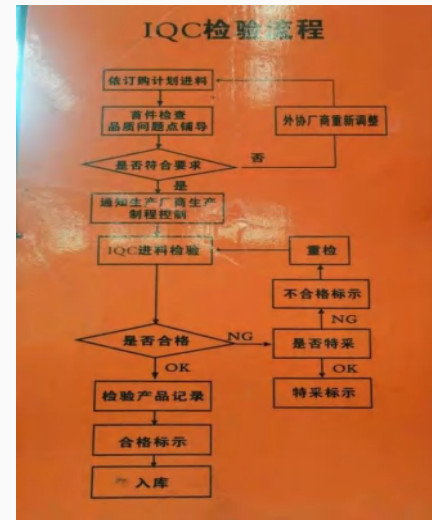 IQC检验流程
依订购计划进料
首件检查
品质问题点辅导
外协厂商重新调整
是否符合要求
否
是
通知生产厂商生产
制程控制
IQC进料检验
重检
不合格标示
NG
是否合格
NG
是否特采
OK
OK
检验产品记录
特采标示
合格标示
入库